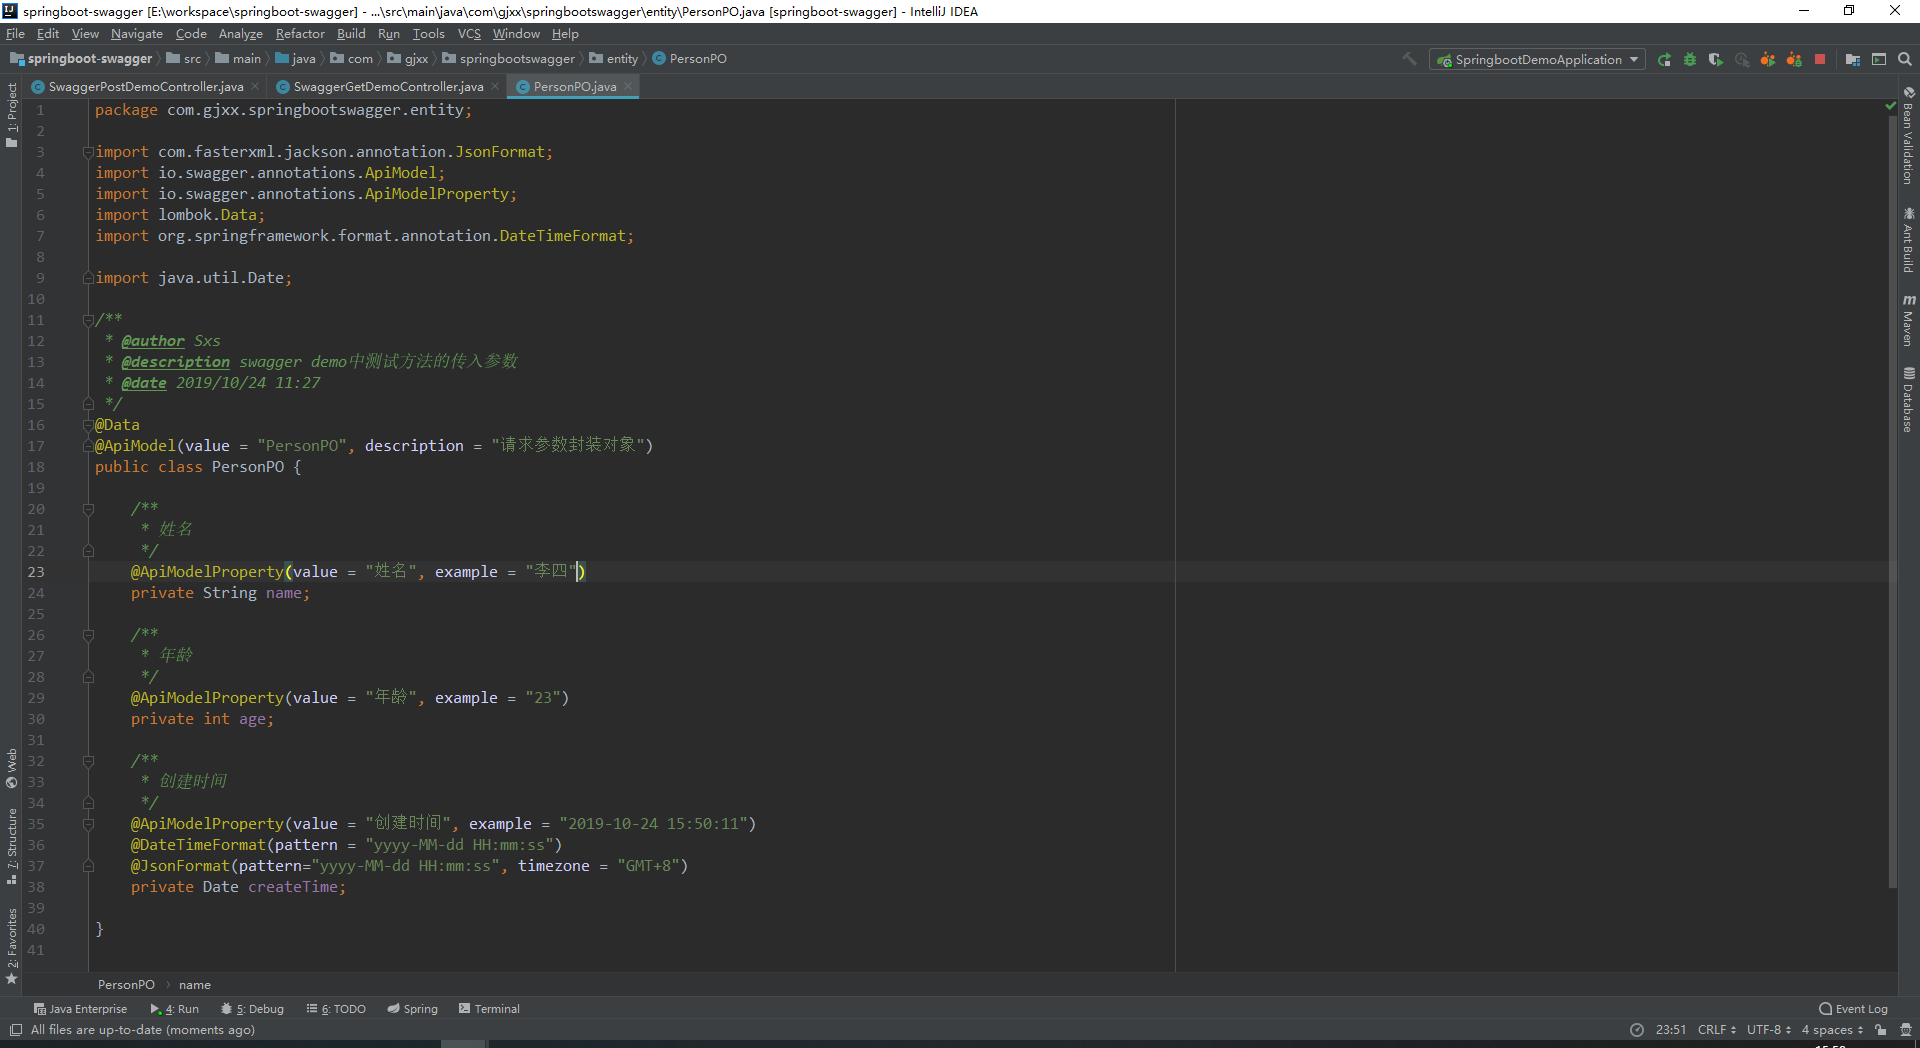 springboot-swagger [E:\workspace\springboot-swagger] - ...\src\main\java\com\gjxx\springbootswagger\entity\PersonPO.java [springboot-swagger] - IntelliJ IDEA
File Edit View Navigate Code Analyze Refactor Build Run Tools VCS Window Help
springboot-swagger src main java com gjxx springbootswagger entity PersonPO SpringbootDemoApplication
SwaggerPostDemoController.java SwaggerGetDemoController.java PersonPO.java
1 package com.gjxx.springbootswagger.entity;
2
3 import com.fasterxml.jackson.annotation.JsonFormat;
4 import io.swagger.annotations.ApiModel;
5 import io.swagger.annotations.ApiModelProperty;
6 import lombok.Data;
7 import org.springframework.format.annotation.DateTimeFormat;
8
9 import java.util.Date;
10
11 /**
12 * @author Sxs
13 * @description swagger demo中测试方法的传入参数
14 * @date 2019/10/24 11:27
15 */
16 @Data
17 @ApiModel(value = "PersonPO", description = "请求参数封装对象")
18 public class PersonPO {
19
20 /**
21 * 姓名
22 */
23 @ApiModelProperty(value = "姓名", example = "李四")
24 private String name;
25
26 /**
27 * 年龄
28 */
29 @ApiModelProperty(value = "年龄", example = "23")
30 private int age;
31
32 /**
33 * 创建时间
34 */
35 @ApiModelProperty(value = "创建时间", example = "2019-10-24 15:50:11")
36 @DateTimeFormat(pattern = "yyyy-MM-dd HH:mm:ss")
37 @JsonFormat(pattern="yyyy-MM-dd HH:mm:ss", timezone = "GMT+8")
38 private Date createTime;
39
40 }
41
1: Project
Web
7: Structure
2: Favorites
Bean Validation
Ant Build
Maven
Database
PersonPO name
Java Enterprise 4: Run 5: Debug 6: TODO Spring Terminal Event Log
All files are up-to-date (moments ago) 23:51 CRLF UTF-8 4 spaces